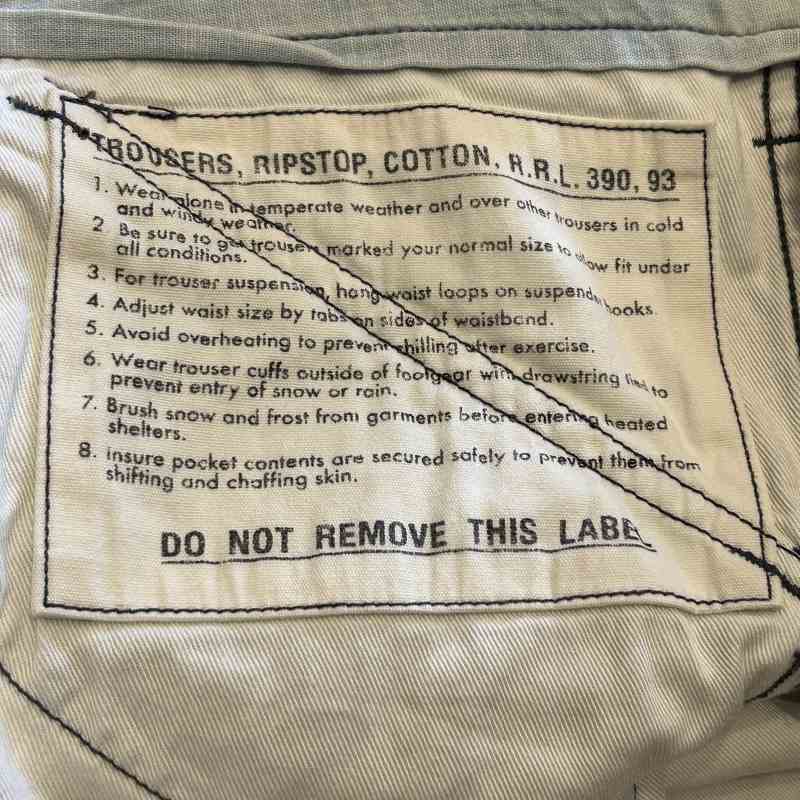 TROUSERS, RIPSTOP, COTTON, R.R.L. 390, 93
1. Wear alone in temperate weather and over other trousers in cold
and windy weather.
2 Be sure to get trousers marked your normal size to allow fit under
all conditions.
3. For trouser suspension, hang waist loops on suspender hooks.
4. Adjust waist size by tabs on sides of waistband.
5. Avoid overheating to prevent chilling after exercise.
6. Wear trouser cuffs outside of footgear with drawstring tied to
prevent entry of snow or rain.
7. Brush snow and frost from garments before entering heated
shelters.
8. Insure pocket contents are secured safely to prevent them from
shifting and chaffing skin.
DO NOT REMOVE THIS LABEL